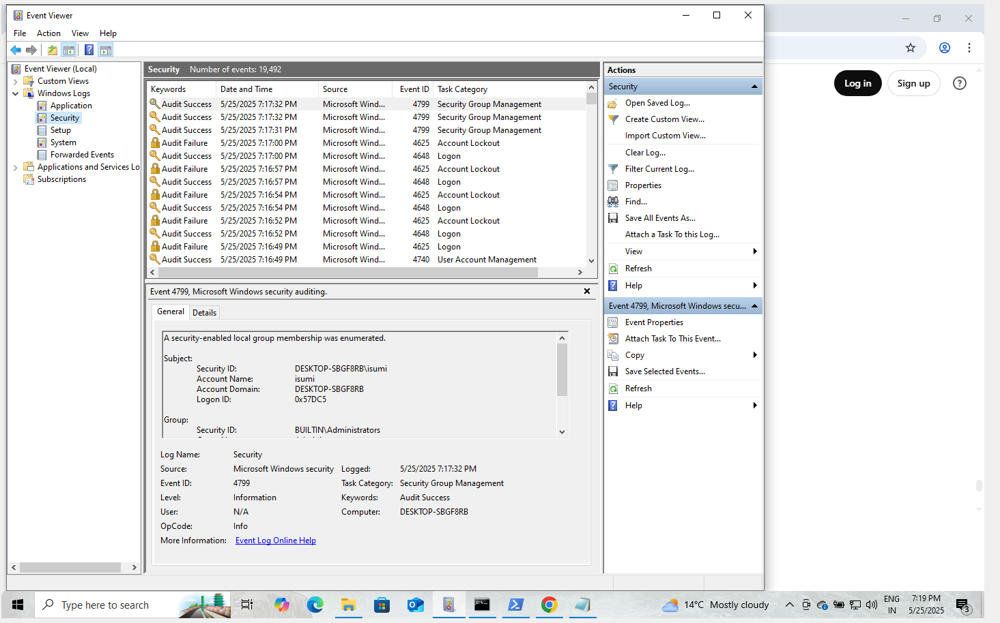 Event Viewer
File Action View Help
Event Viewer (Local)
Custom Views
Windows Logs
Application
Security
Setup
System
Forwarded Events
Applications and Services Lo
Subscriptions
Security Number of events: 19,492
Keywords Date and Time Source Event ID Task Category
Audit Success 5/25/2025 7:17:32 PM Microsoft Wind... 4799 Security Group Management
Audit Success 5/25/2025 7:17:32 PM Microsoft Wind... 4799 Security Group Management
Audit Success 5/25/2025 7:17:31 PM Microsoft Wind... 4799 Security Group Management
Audit Failure 5/25/2025 7:17:00 PM Microsoft Wind... 4625 Account Lockout
Audit Success 5/25/2025 7:17:00 PM Microsoft Wind... 4648 Logon
Audit Failure 5/25/2025 7:16:57 PM Microsoft Wind... 4625 Account Lockout
Audit Success 5/25/2025 7:16:57 PM Microsoft Wind... 4648 Logon
Audit Failure 5/25/2025 7:16:54 PM Microsoft Wind... 4625 Account Lockout
Audit Success 5/25/2025 7:16:54 PM Microsoft Wind... 4648 Logon
Audit Failure 5/25/2025 7:16:52 PM Microsoft Wind... 4625 Account Lockout
Audit Success 5/25/2025 7:16:52 PM Microsoft Wind... 4648 Logon
Audit Failure 5/25/2025 7:16:49 PM Microsoft Wind... 4625 Logon
Audit Success 5/25/2025 7:16:49 PM Microsoft Wind... 4740 User Account Management
Event 4799, Microsoft Windows security auditing.
General Details
A security-enabled local group membership was enumerated.
Subject:
Security ID: DESKTOP-SBGF8RB\isumi
Account Name: isumi
Account Domain: DESKTOP-SBGF8RB
Logon ID: 0x57DC5
Group:
Security ID: BUILTIN\Administrators
Log Name: Security
Source: Microsoft Windows security Logged: 5/25/2025 7:17:32 PM
Event ID: 4799 Task Category: Security Group Management
Level: Information Keywords: Audit Success
User: N/A Computer: DESKTOP-SBGF8RB
OpCode: Info
More Information: Event Log Online Help
Actions
Security
Open Saved Log...
Create Custom View...
Import Custom View...
Clear Log...
Filter Current Log...
Properties
Find...
Save All Events As...
Attach a Task To this Log...
View
Refresh
Help
Event 4799, Microsoft Windows secu...
Event Properties
Attach Task To This Event...
Copy
Save Selected Events...
Refresh
Help
Log in Sign up
Type here to search
14°C Mostly cloudy
ENG
IN
7:19 PM
5/25/2025
3